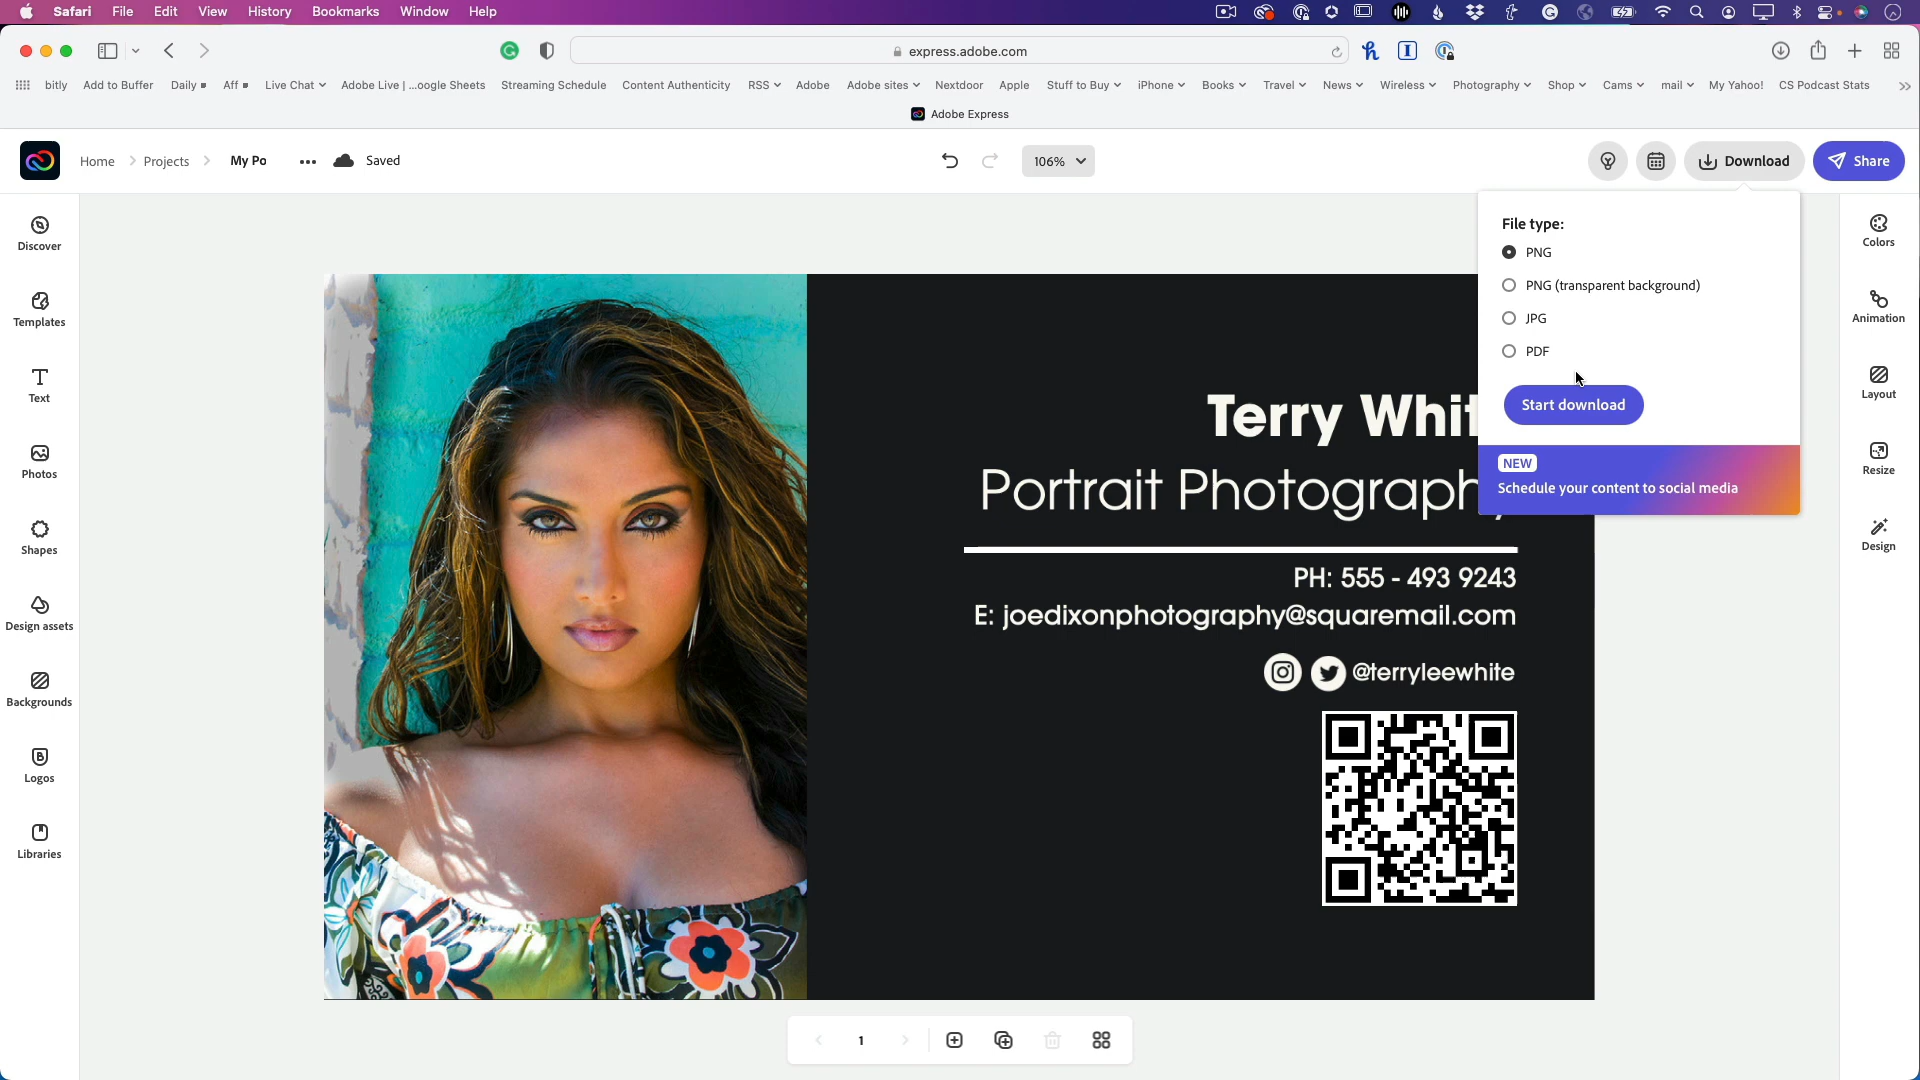 Safari File Edit View History Bookmarks Window Help
express.adobe.com
bitly Add to Buffer Daily Aff Live Chat Adobe Live | ...oogle Sheets Streaming Schedule Content Authenticity RSS Adobe Adobe sites Nextdoor Apple Stuff to Buy iPhone Books Travel News Wireless Photography Shop Cams mail My Yahoo! CS Podcast Stats
Adobe Express
Home Projects My Po ... Saved 106% Download Share
File type:
PNG
PNG (transparent background)
JPG
PDF
Start download
NEW
Schedule your content to social media
Discover
Templates
Text
Photos
Shapes
Design assets
Backgrounds
Logos
Libraries
Terry Whit
Portrait Photography
PH: 555 - 493 9243
E: joedixonphotography@squaremail.com
@terryleewhite
Colors
Animation
Layout
Resize
Design
1